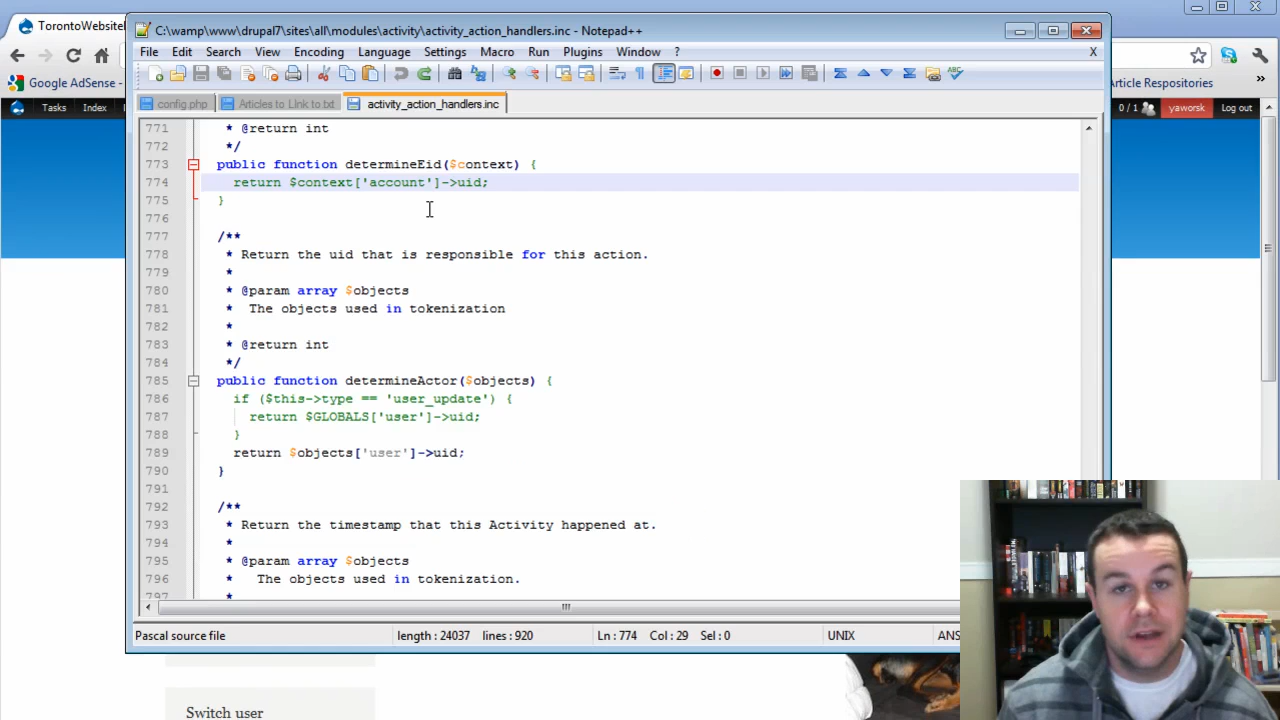 TorontoWebsite
C:\wamp\www\drupal7\sites\all\modules\activity\activity_action_handlers.inc - Notepad++
File Edit Search View Encoding Language Settings Macro Run Plugins Window ? X
Google AdSense
Article Repositories
»
config.php Articles to LInk to.txt activity_action_handlers.inc
Tasks Index
0 / 1 yaworsk Log out
771 * @return int
772 */
773 public function determineEid($context) {
774 return $context['account']->uid;
775 }
776
777 /**
778 * Return the uid that is responsible for this action.
779 *
780 * @param array $objects
781 * The objects used in tokenization
782 *
783 * @return int
784 */
785 public function determineActor($objects) {
786 if ($this->type == 'user_update') {
787 return $GLOBALS['user']->uid;
788 }
789 return $objects['user']->uid;
790 }
791
792 /**
793 * Return the timestamp that this Activity happened at.
794 *
795 * @param array $objects
796 * The objects used in tokenization.
797 *
Pascal source file length : 24037 lines : 920 Ln : 774 Col : 29 Sel : 0 UNIX ANS
Switch user